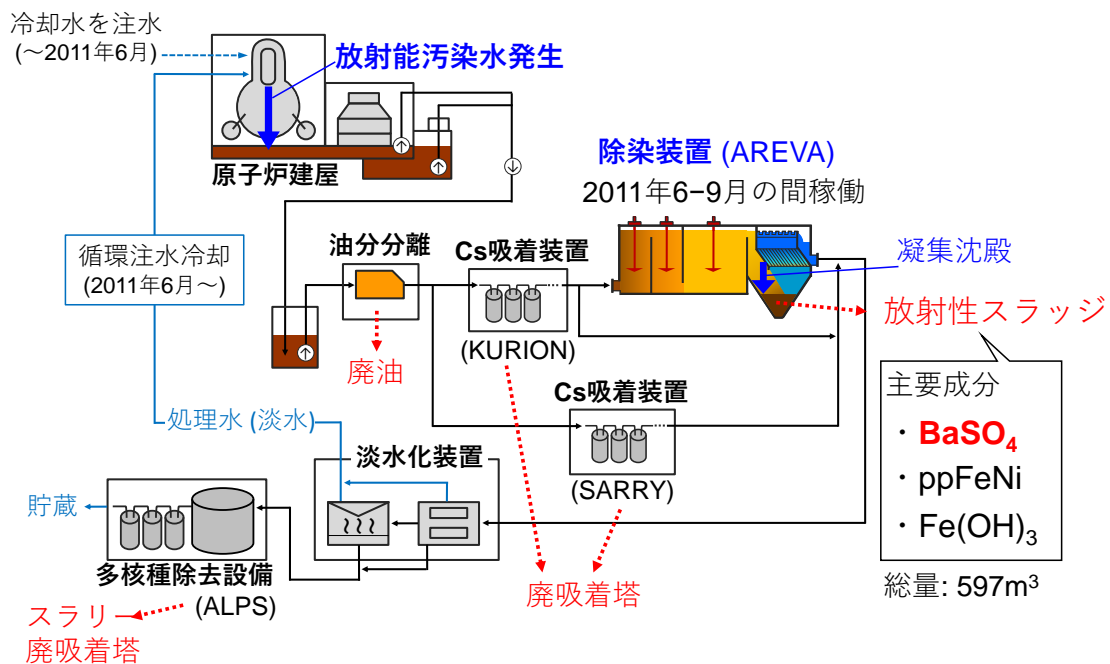 冷却水を注水
(～2011年6月)
放射能汚染水発生
原子炉建屋
除染装置 (AREVA)
2011年6−9月の間稼働
循環注水冷却
(2011年6月～)
油分分離
Cs吸着装置
(KURION)
凝集沈殿
放射性スラッジ
廃油
主要成分
・BaSO4
・ppFeNi
・Fe(OH)3
総量: 597m³
Cs吸着装置
(SARRY)
処理水 (淡水)
淡水化装置
貯蔵
多核種除去設備
(ALPS)
廃吸着塔
スラリー
廃吸着塔